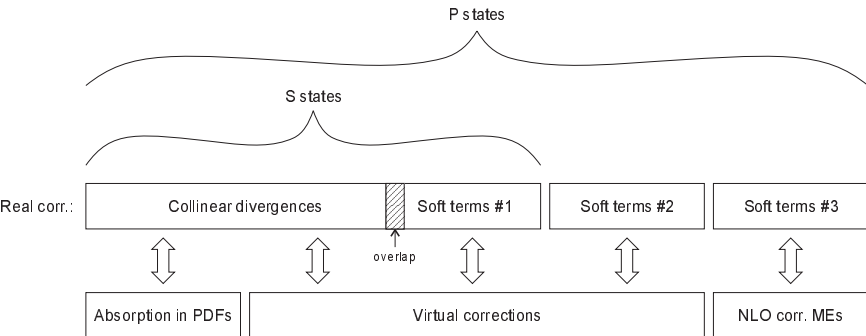 P states
S states
Real corr.:
Collinear divergences
Soft terms #1
Soft terms #2
Soft terms #3
overlap
Absorption in PDFs
Virtual corrections
NLO corr. MEs